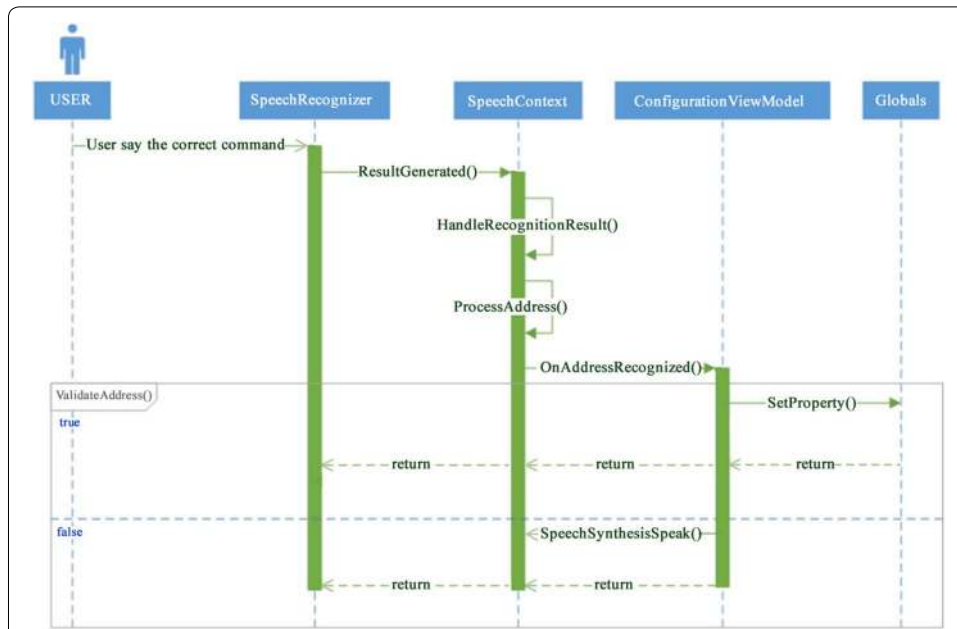 USER
SpeechRecognizer
SpeechContext
ConfigurationViewModel
Globals
User say the correct command
ResultGenerated()
HandleRecognitionResult()
ProcessAddress()
OnAddressRecognized()
ValidateAddress()
SetProperty()
true
return
return
return
false
SpeechSynthesisSpeak()
return
return